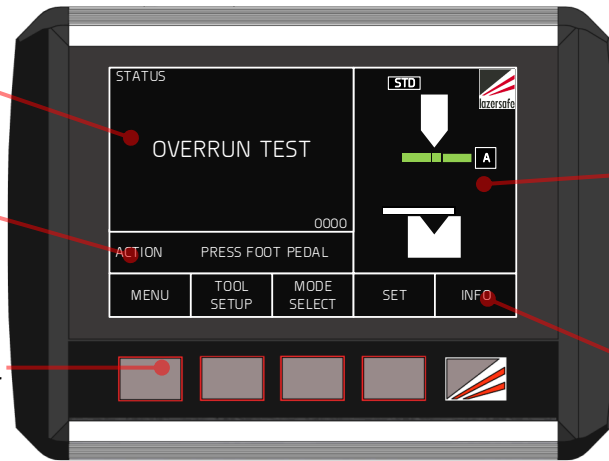 STATUS
STD
lazersafe
OVERRUN TEST
A
0000
ACTION PRESS FOOT PEDAL
MENU
TOOL
SETUP
MODE
SELECT
SET
INFO